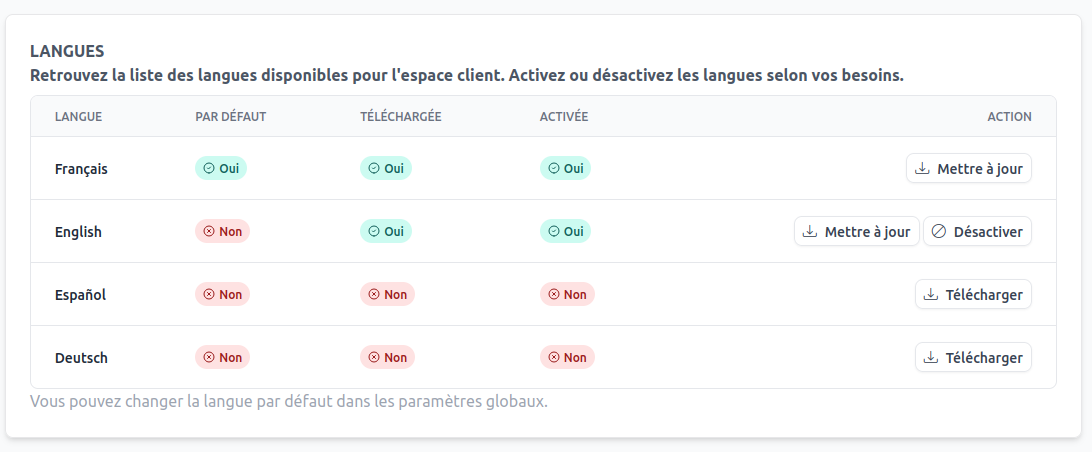 LANGUES
Retrouvez la liste des langues disponibles pour l'espace client. Activez ou désactivez les langues selon vos besoins.
LANGUE PAR DÉFAUT TÉLÉCHARGÉE ACTIVÉE ACTION
Français Oui Oui Oui Mettre à jour
English Non Oui Oui Mettre à jour Désactiver
Español Non Non Non Télécharger
Deutsch Non Non Non Télécharger
Vous pouvez changer la langue par défaut dans les paramètres globaux.